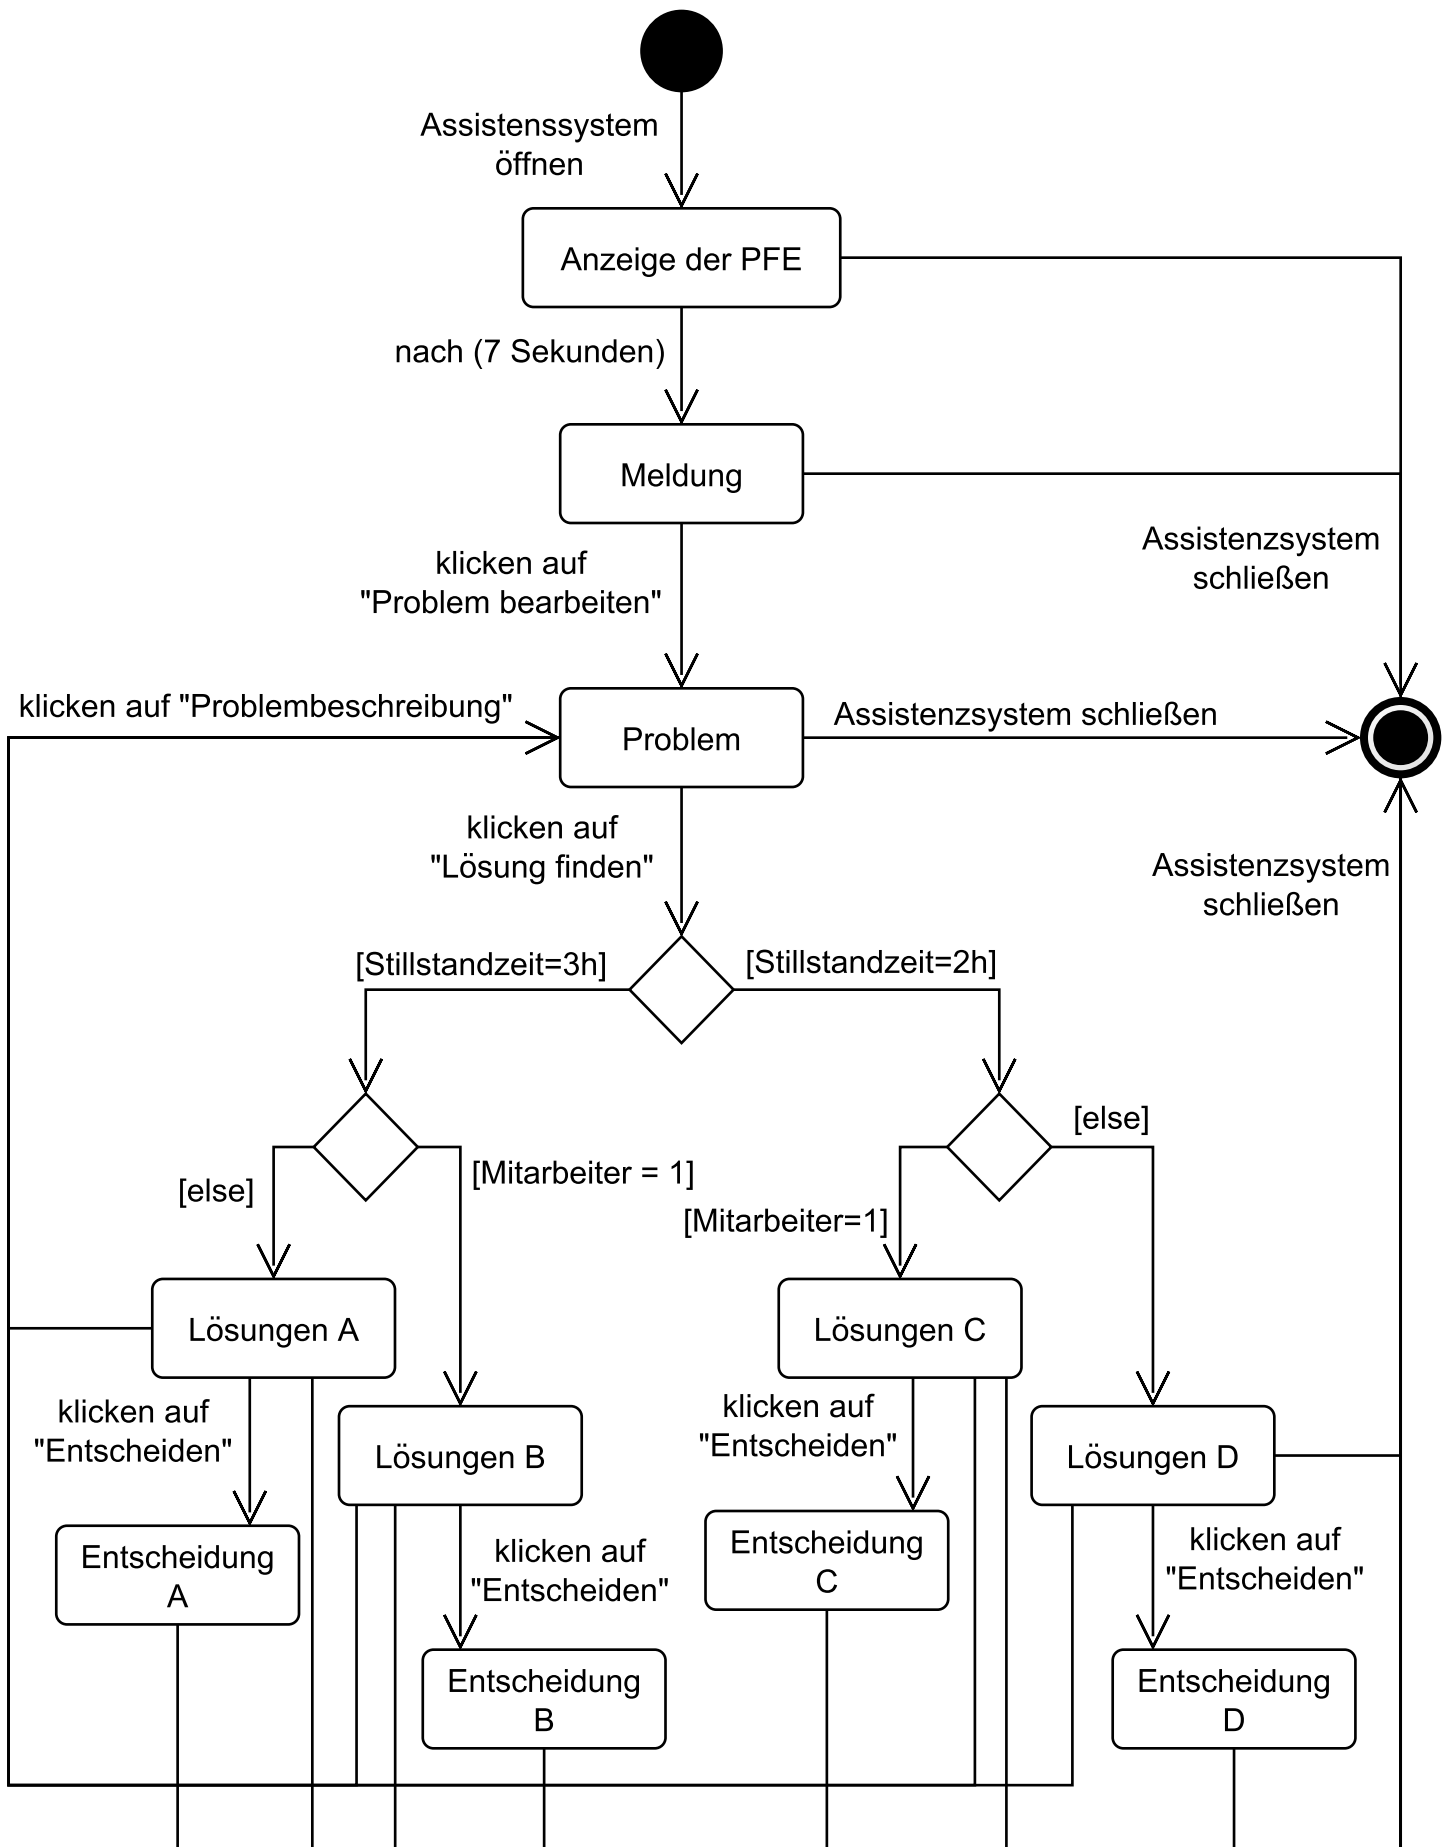 Assistenssystem
öffnen
Anzeige der PFE
nach (7 Sekunden)
Meldung
Assistenzsystem
schließen
klicken auf
"Problem bearbeiten"
klicken auf "Problembeschreibung"
Problem
Assistenzsystem schließen
klicken auf
"Lösung finden"
Assistenzsystem
schließen
[Stillstandzeit=3h]
[Stillstandzeit=2h]
[else]
[Mitarbeiter = 1]
[Mitarbeiter=1]
[else]
Lösungen A
Lösungen C
klicken auf
"Entscheiden"
Lösungen B
klicken auf
"Entscheiden"
Lösungen D
Entscheidung
A
klicken auf
"Entscheiden"
Entscheidung
C
klicken auf
"Entscheiden"
Entscheidung
B
Entscheidung
D